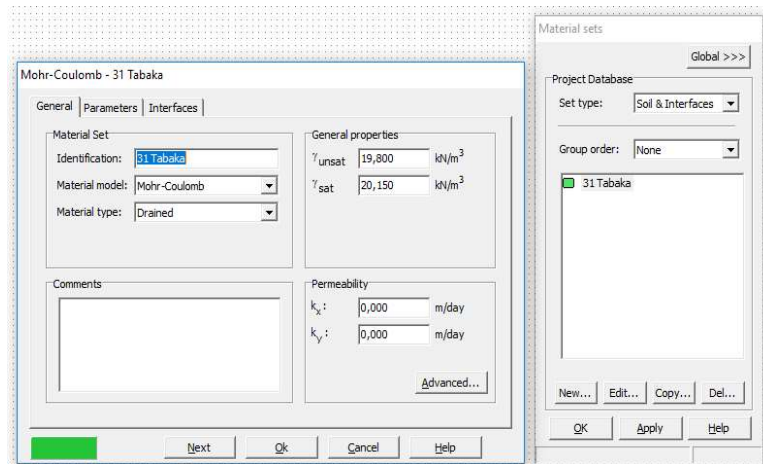 Mohr-Coulomb - 31 Tabaka
General Parameters Interfaces
Material Set
Identification: 31 Tabaka
Material model: Mohr-Coulomb
Material type: Drained
General properties
γunsat 19,800 kN/m3
γsat 20,150 kN/m3
Comments
Permeability
kx: 0,000 m/day
ky: 0,000 m/day
Advanced...
Next Ok Cancel Help
Material sets
Global >>>
Project Database
Set type: Soil & Interfaces
Group order: None
31 Tabaka
New... Edit... Copy... Del...
OK Apply Help